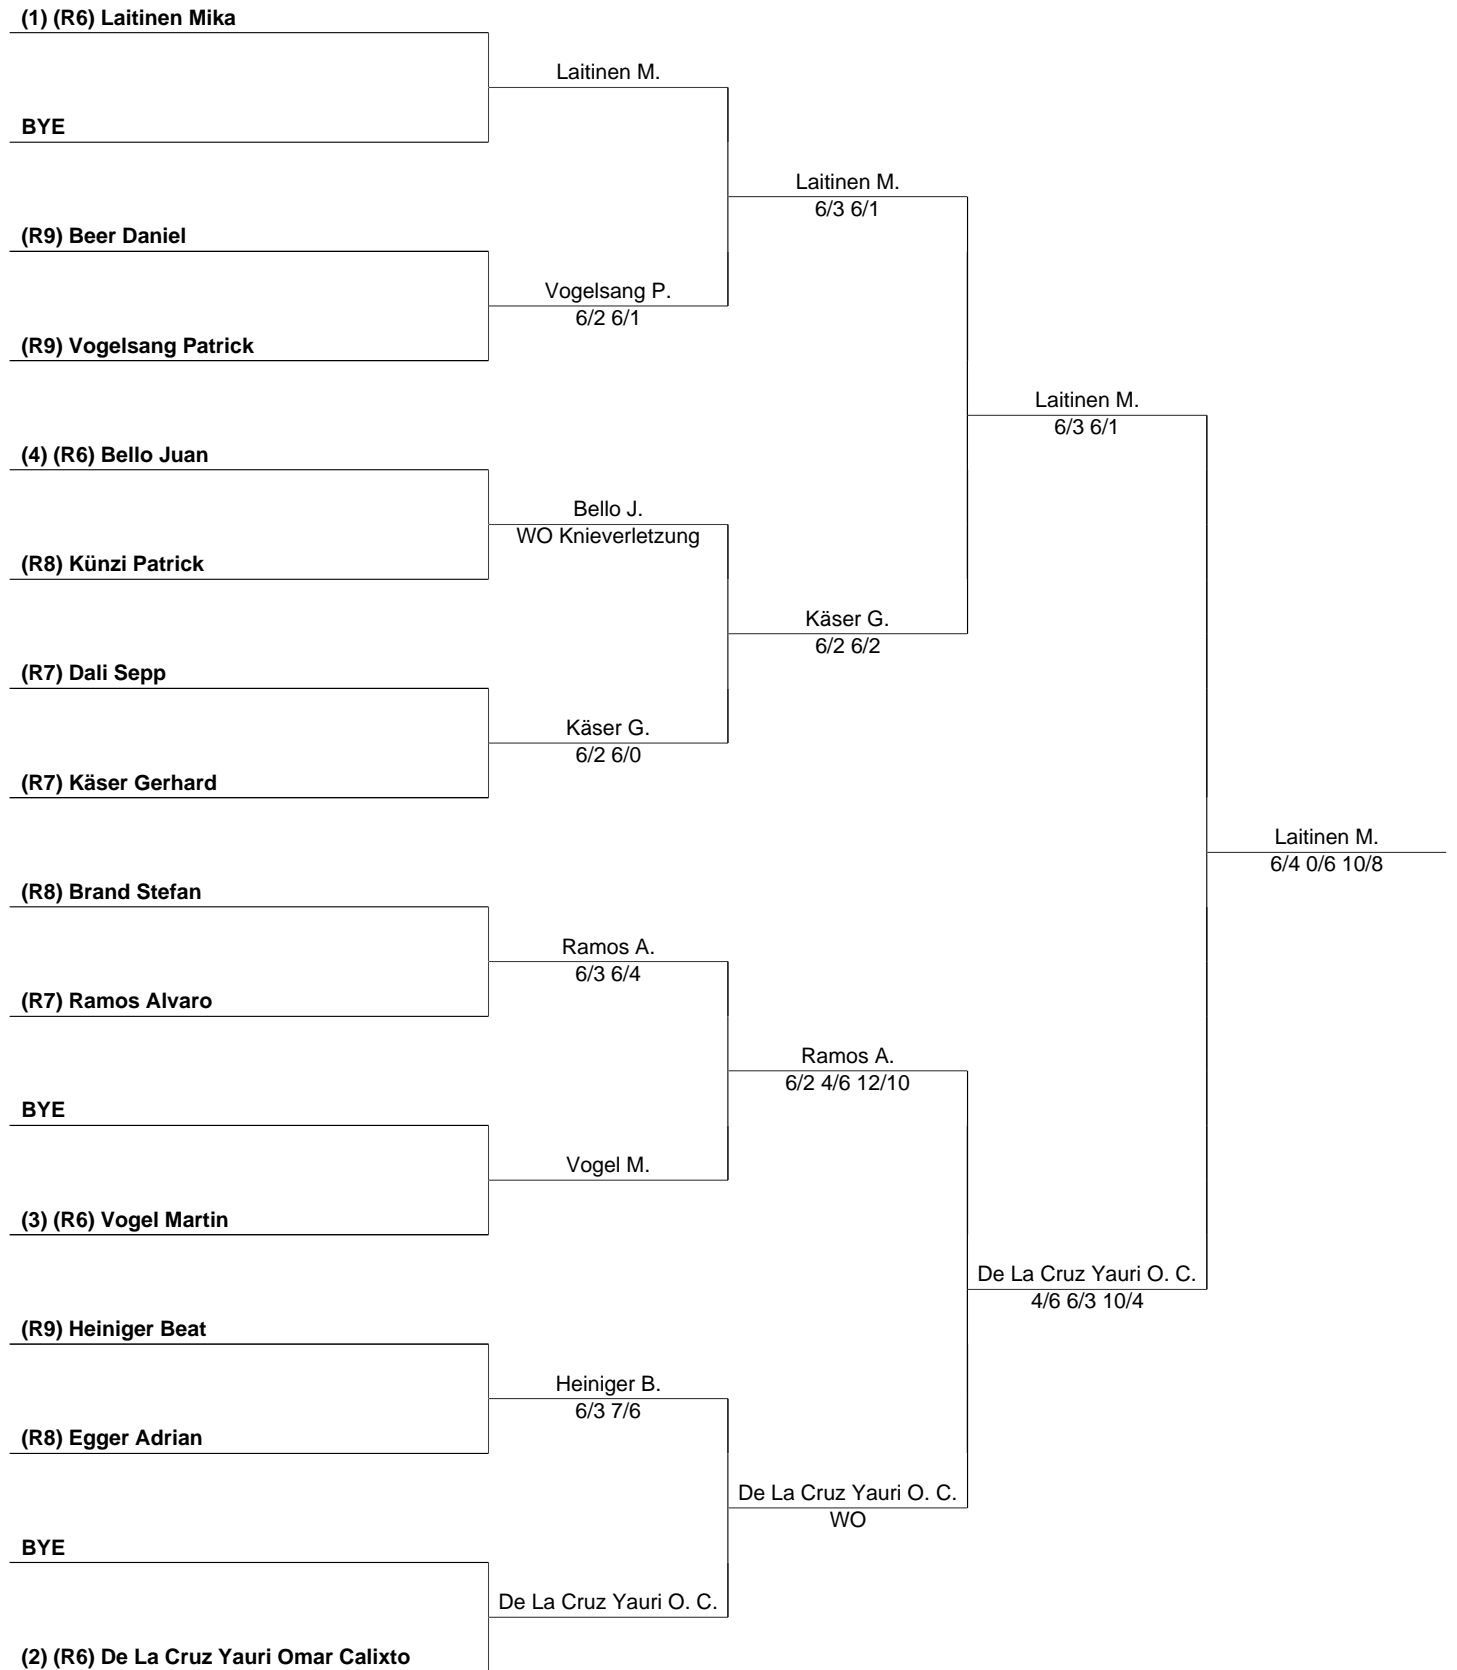 (1) (R6) Laitinen Mika
Laitinen M.
BYE
Laitinen M.
6/3 6/1
(R9) Beer Daniel
Vogelsang P.
6/2 6/1
(R9) Vogelsang Patrick
Laitinen M.
6/3 6/1
(4) (R6) Bello Juan
Bello J.
WO Knieverletzung
(R8) Künzi Patrick
Käser G.
6/2 6/2
(R7) Dali Sepp
Käser G.
6/2 6/0
(R7) Käser Gerhard
Laitinen M.
6/4 0/6 10/8
(R8) Brand Stefan
Ramos A.
6/3 6/4
(R7) Ramos Alvaro
Ramos A.
6/2 4/6 12/10
BYE
Vogel M.
(3) (R6) Vogel Martin
De La Cruz Yauri O. C.
4/6 6/3 10/4
(R9) Heiniger Beat
Heiniger B.
6/3 7/6
(R8) Egger Adrian
De La Cruz Yauri O. C.
WO
BYE
De La Cruz Yauri O. C.
(2) (R6) De La Cruz Yauri Omar Calixto